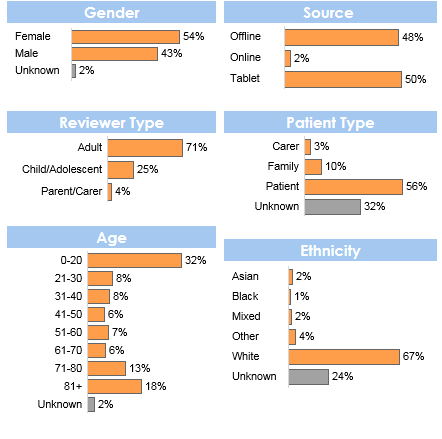 Gender
Female 54%
Male 43%
Unknown 2%
Source
Offline 48%
Online 2%
Tablet 50%
Reviewer Type
Adult 71%
Child/Adolescent 25%
Parent/Carer 4%
Patient Type
Carer 3%
Family 10%
Patient 56%
Unknown 32%
Age
0-20 32%
21-30 8%
31-40 8%
41-50 6%
51-60 7%
61-70 6%
71-80 13%
81+ 18%
Unknown 2%
Ethnicity
Asian 2%
Black 1%
Mixed 2%
Other 4%
White 67%
Unknown 24%